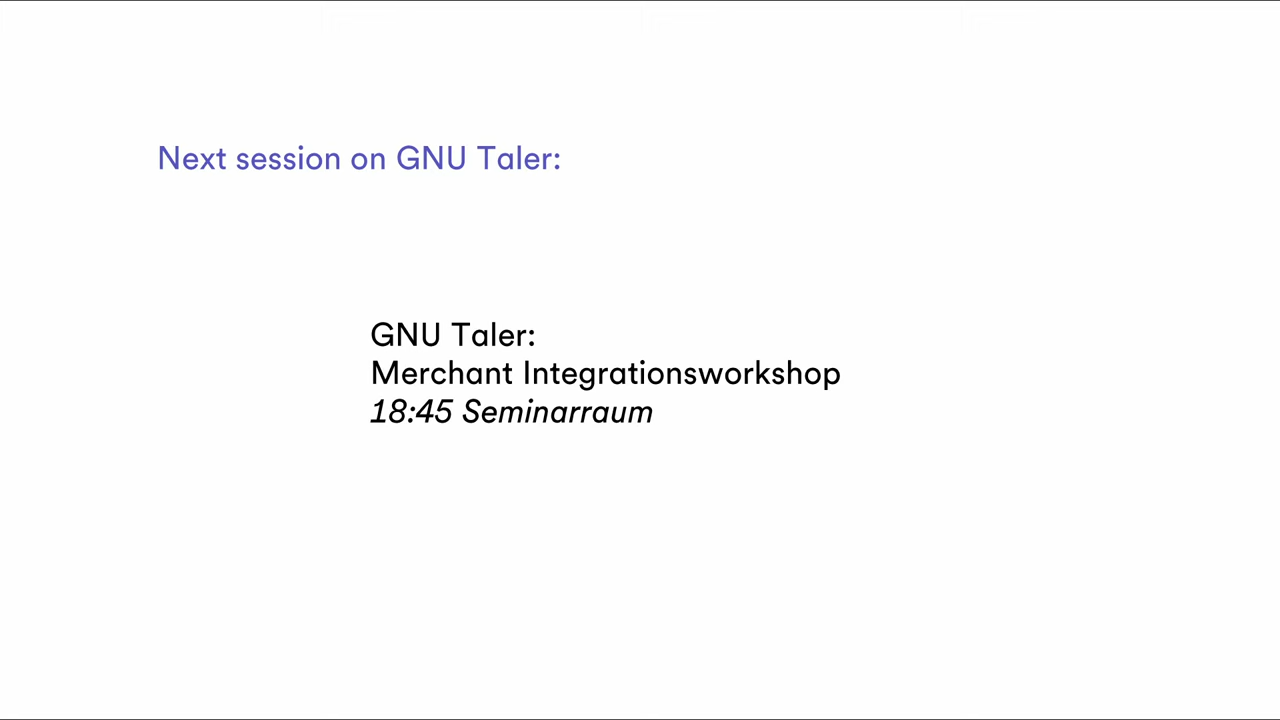 Next session on GNU Taler:
GNU Taler:
Merchant Integrationsworkshop
18:45 Seminarraum